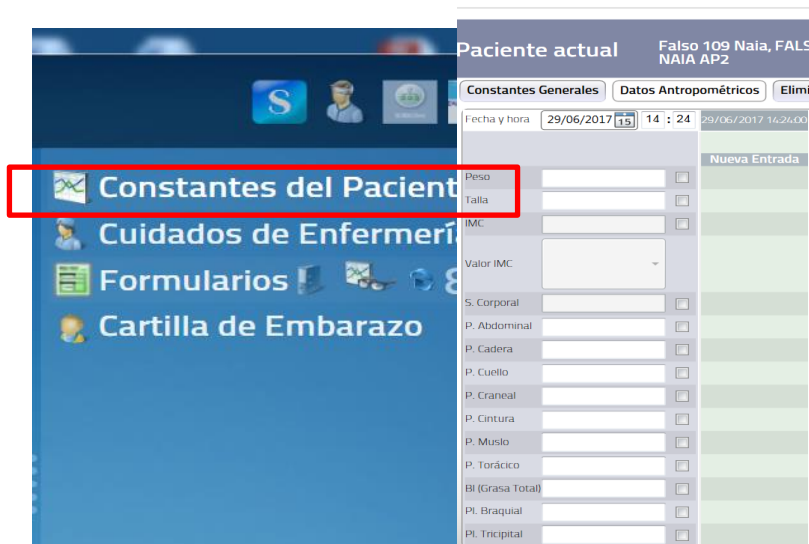 S
Constantes del Pacient
Cuidados de Enfermerí
Formularios
Cartilla de Embarazo
Paciente actual
Falso 109 Naia, FALS
NAIA AP2
Constantes Generales
Datos Antropométricos
Elimi
Fecha y hora 29/06/2017 15 14 : 24 29/06/2017 14:24:00
Nueva Entrada
Peso
Talla
IMC
Valor IMC
S. Corporal
P. Abdominal
P. Cadera
P. Cuello
P. Craneal
P. Cintura
P. Muslo
P. Torácico
BI (Grasa Total)
Pl. Braquial
Pl. Tricipital